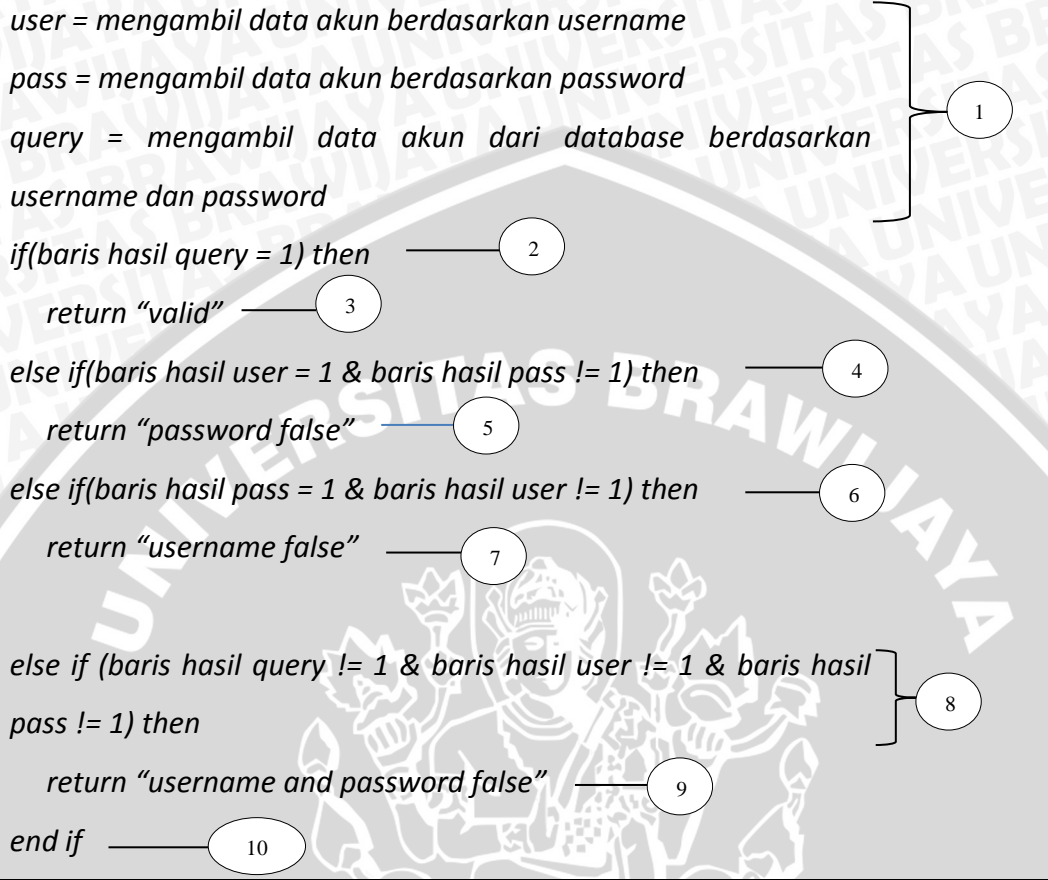 user = mengambil data akun berdasarkan username
pass = mengambil data akun berdasarkan password
1
query = mengambil data akun dari database berdasarkan
username dan password
if(baris hasil query = 1) then
2
return “valid”
3
else if(baris hasil user = 1 & baris hasil pass != 1) then
4
return “password false”
5
else if(baris hasil pass = 1 & baris hasil user != 1) then
6
return “username false”
7
else if (baris hasil query != 1 & baris hasil user != 1 & baris hasil
pass != 1) then
8
return “username and password false”
9
end if
10
UNIVERSITAS BRAWIJAYA